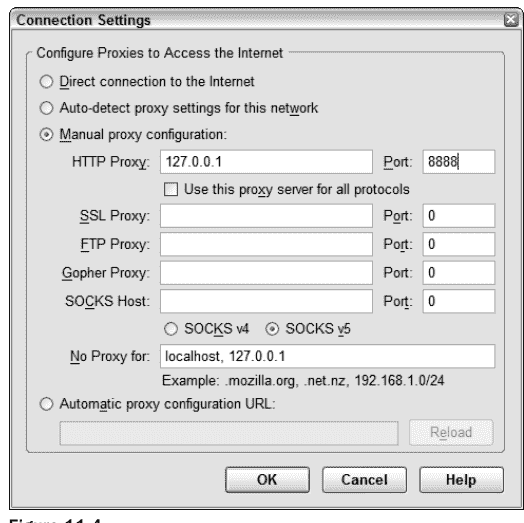 Connection Settings
Configure Proxies to Access the Internet
Direct connection to the Internet
Auto-detect proxy settings for this network
Manual proxy configuration:
HTTP Proxy: 127.0.0.1 Port: 8888
Use this proxy server for all protocols
SSL Proxy: Port: 0
FTP Proxy: Port: 0
Gopher Proxy: Port: 0
SOCKS Host: Port: 0
SOCKS v4 SOCKS v5
No Proxy for: localhost, 127.0.0.1
Example: .mozilla.org, .net.nz, 192.168.1.0/24
Automatic proxy configuration URL:
Reload
OK Cancel Help
Figure 11-4